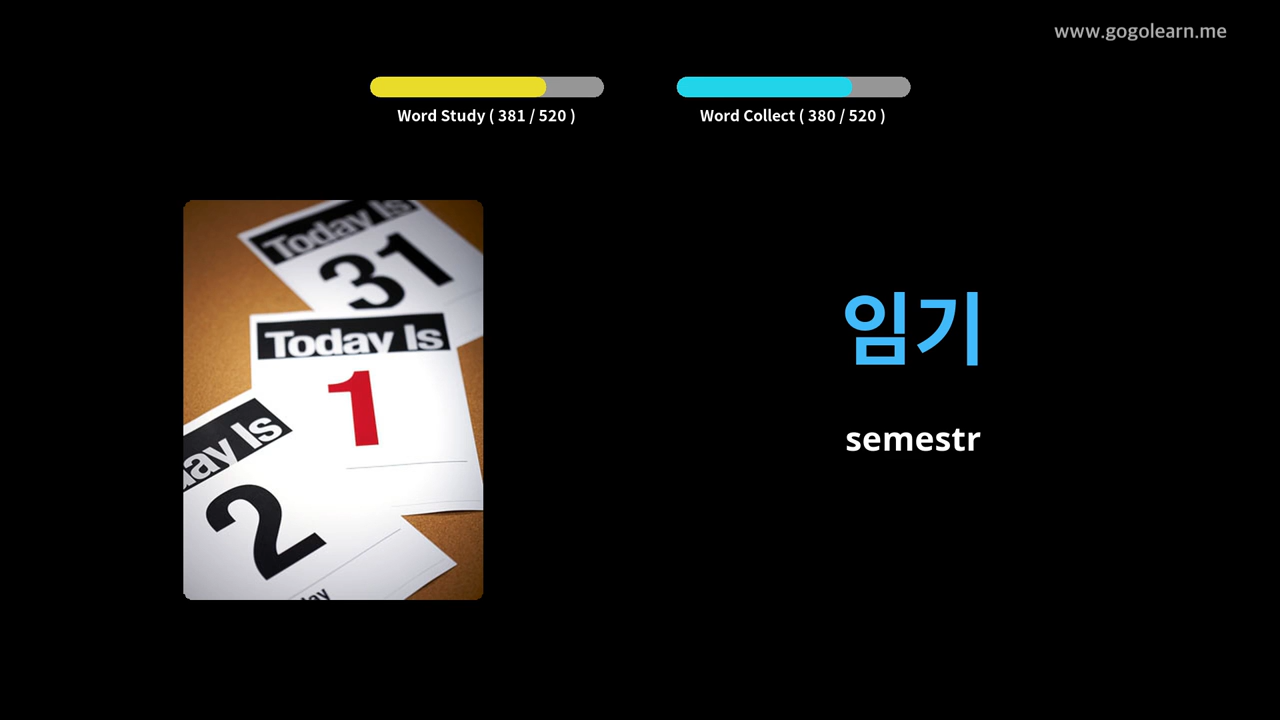 www.gogolearn.me
Word Study ( 381 / 520 )
Word Collect ( 380 / 520 )
Today Is
31
Today Is
1
day Is
2
임기
semestr